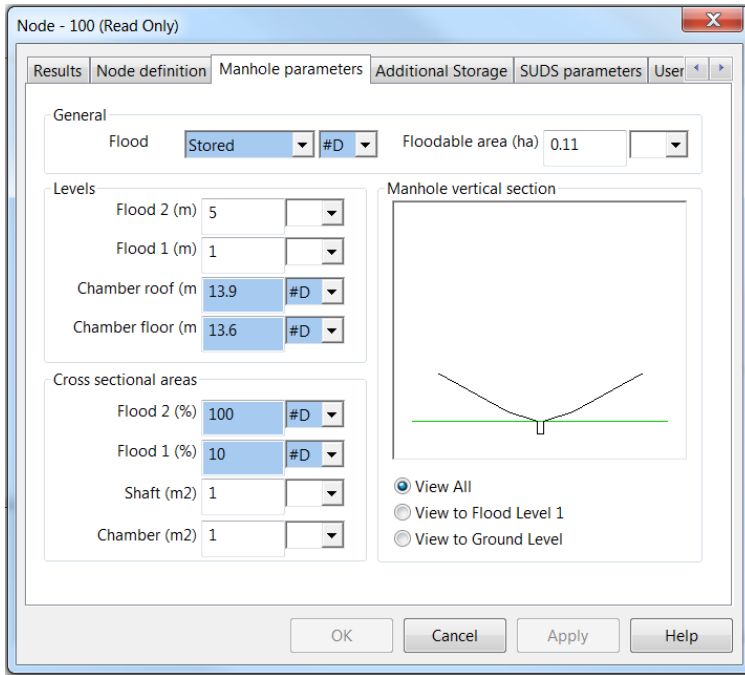 Node - 100 (Read Only)
X
Results Node definition Manhole parameters Additional Storage SUDS parameters User
General
Flood Stored #D Floodable area (ha) 0.11
Levels
Flood 2 (m) 5
Flood 1 (m) 1
Chamber roof (m 13.9 #D
Chamber floor (m 13.6 #D
Cross sectional areas
Flood 2 (%) 100 #D
Flood 1 (%) 10 #D
Shaft (m2) 1
Chamber (m2) 1
Manhole vertical section
View All
View to Flood Level 1
View to Ground Level
OK Cancel Apply Help